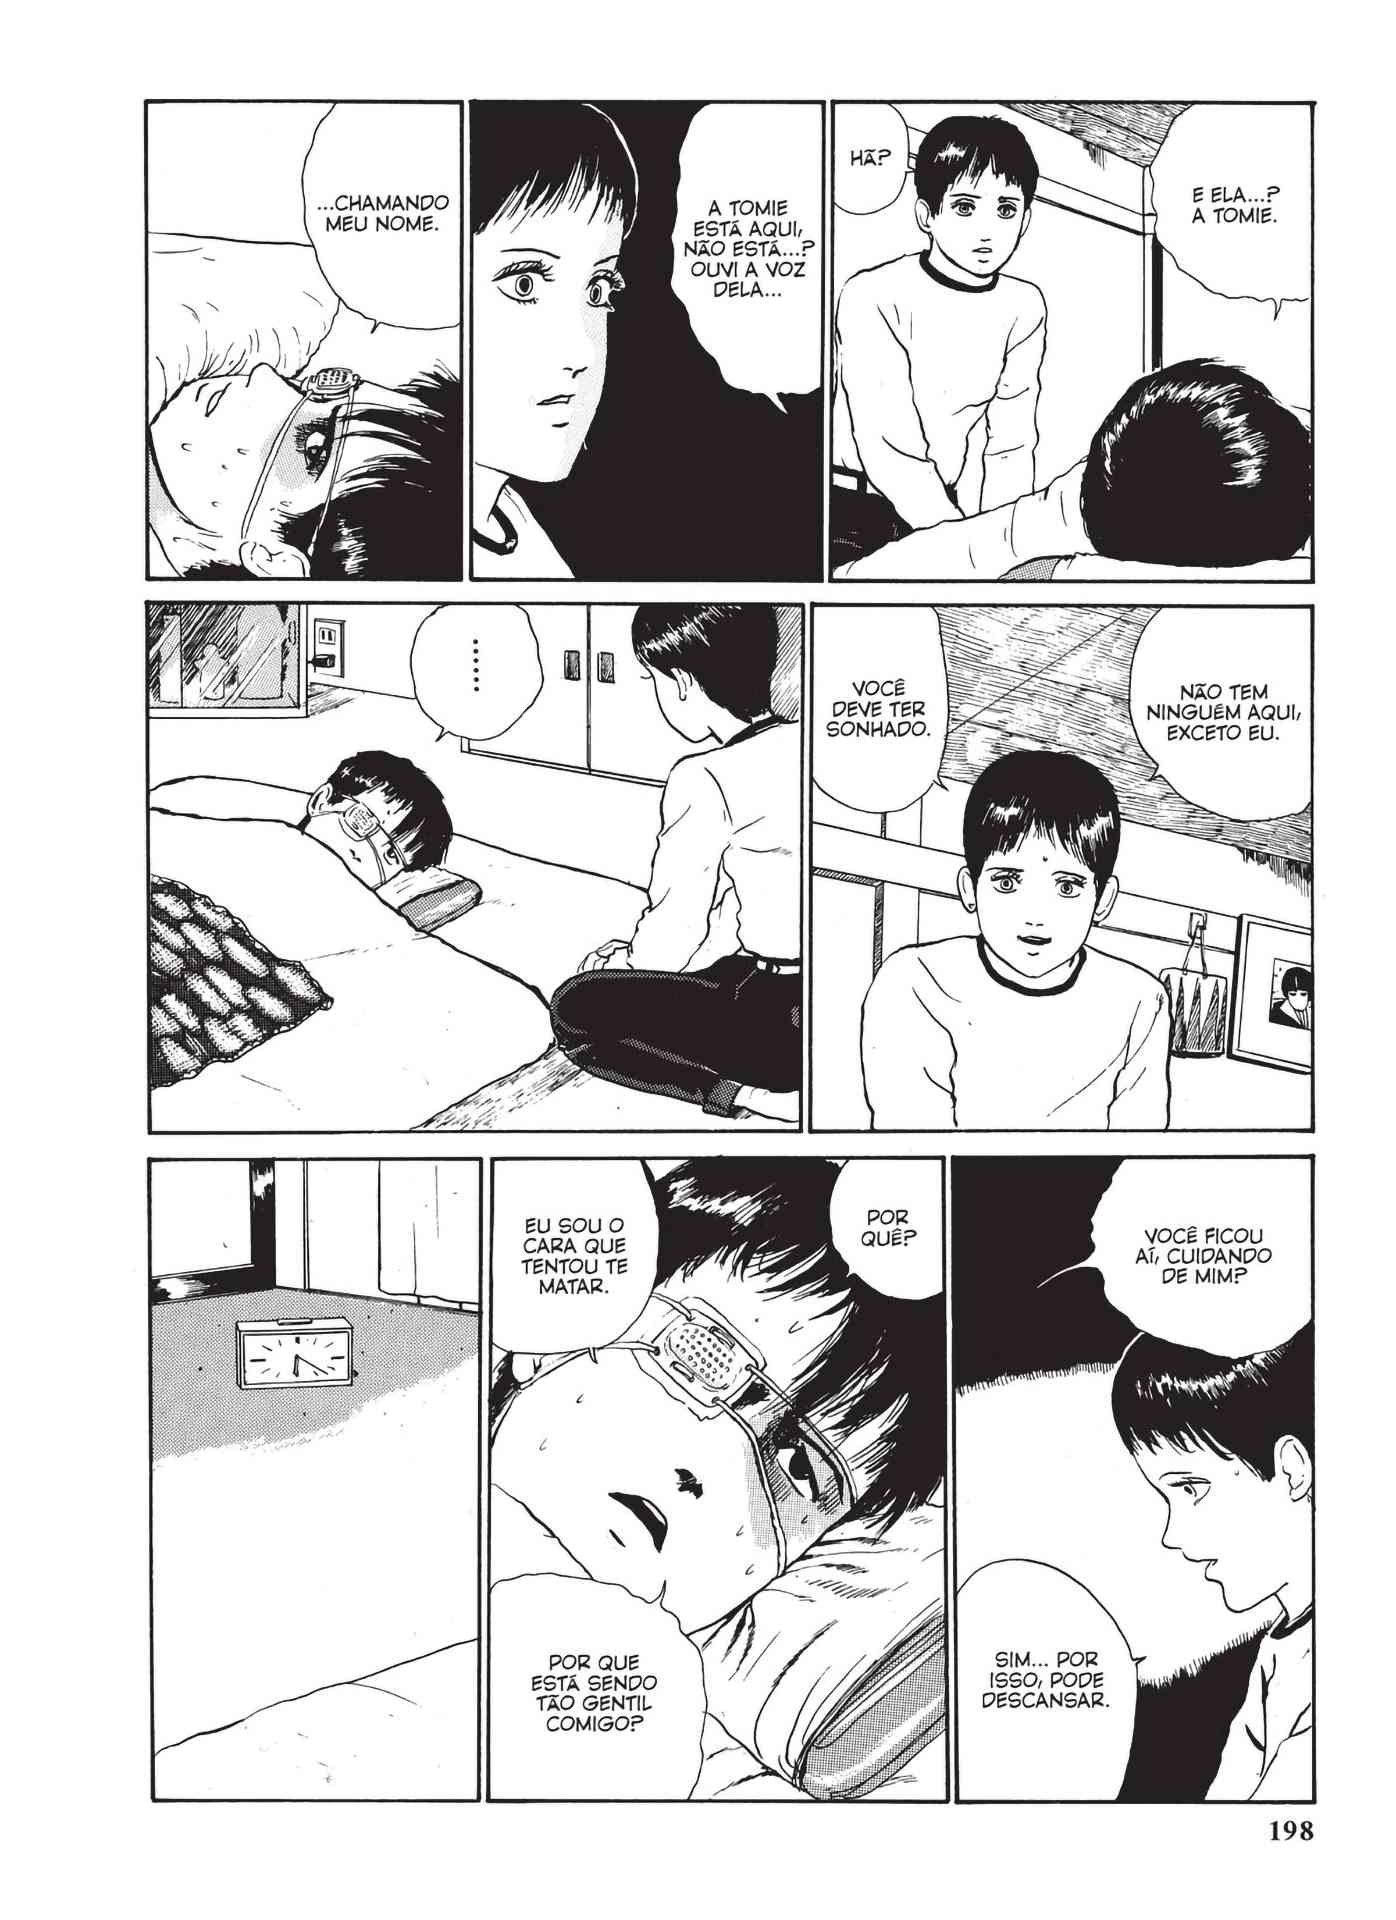 E ELA...?
A TOMIE.
HÃ?
A TOMIE
ESTÁ AQUI,
NÃO ESTÁ...?
OUVI A VOZ
DELA...
...CHAMANDO
MEU NOME.
NÃO TEM
NINGUÉM AQUI,
EXCETO EU.
VOCÊ
DEVE TER
SONHADO.
......
VOCÊ FICOU
AÍ, CUIDANDO
DE MIM?
SIM... POR
ISSO, PODE
DESCANSAR.
POR
QUÊ?
EU SOU O
CARA QUE
TENTOU TE
MATAR.
POR QUE
ESTÁ SENDO
TÃO GENTIL
COMIGO?
198